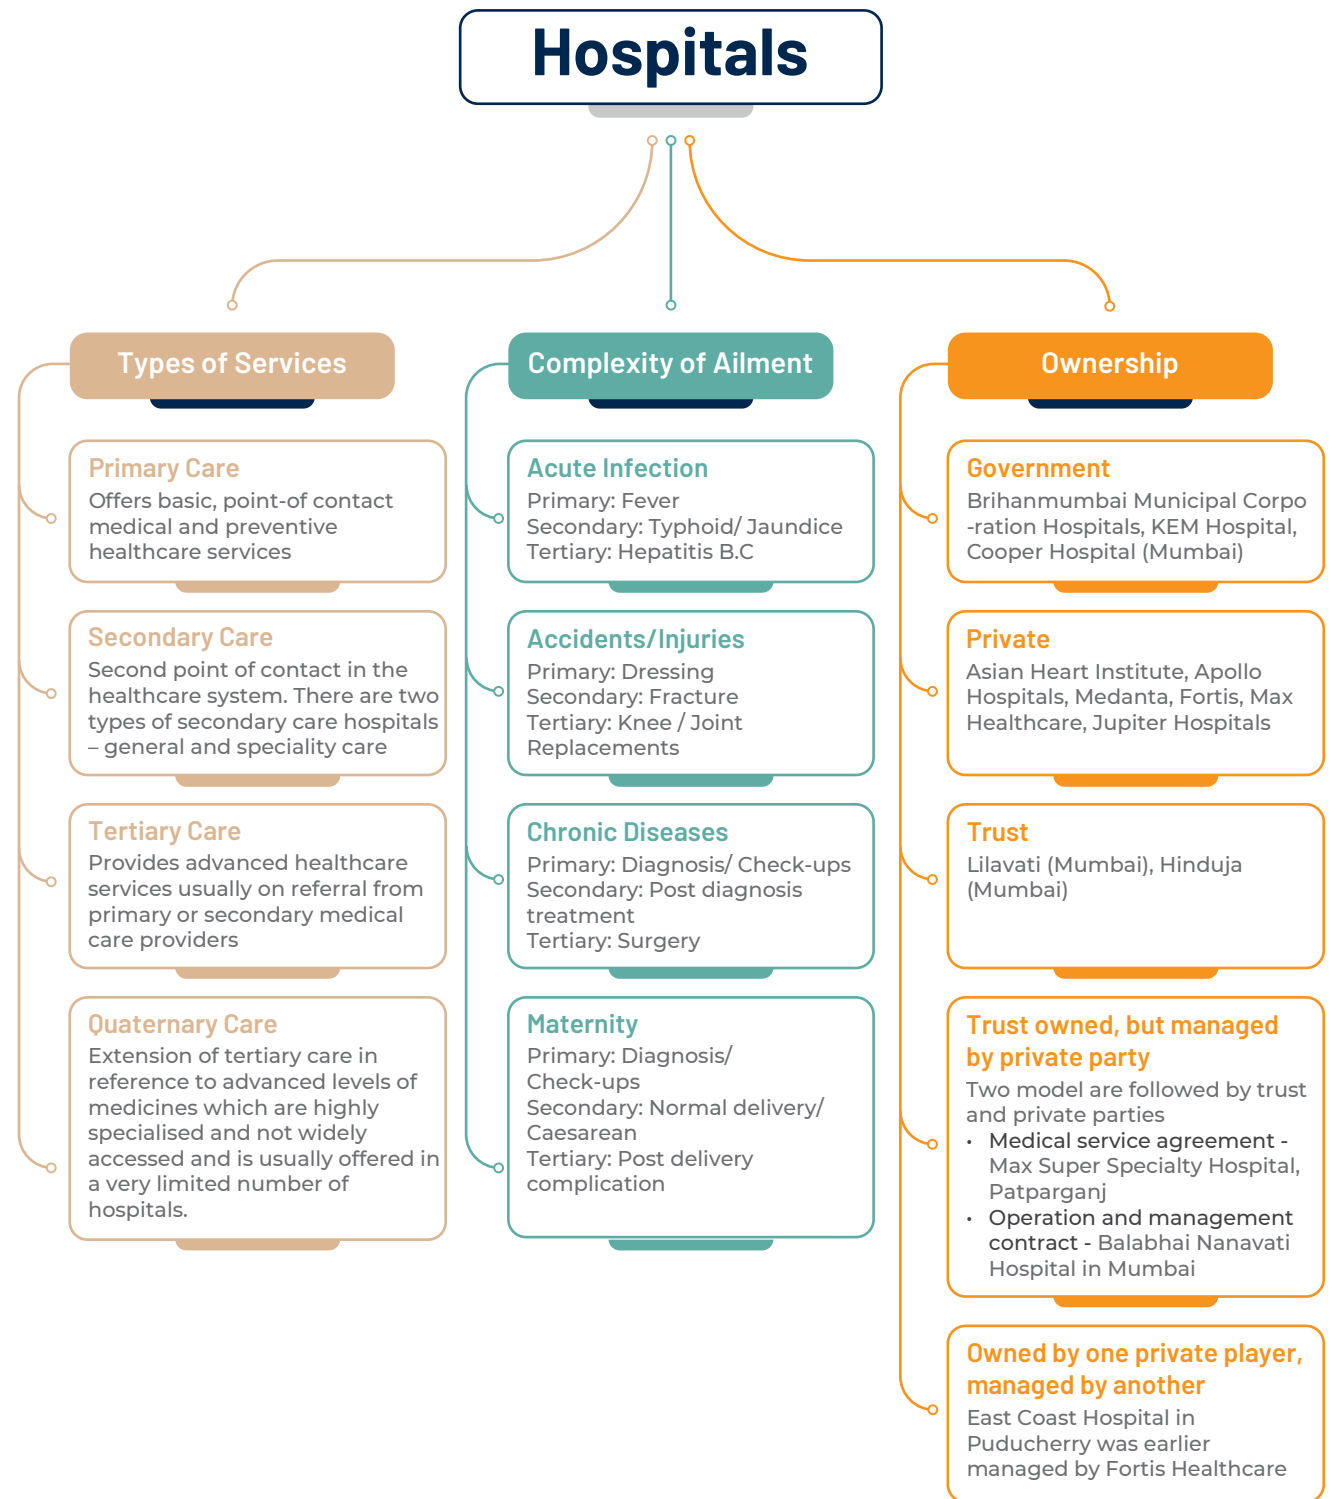 Hospitals
Types of Services
Primary Care
Offers basic, point-of contact
medical and preventive
healthcare services
Secondary Care
Second point of contact in the
healthcare system. There are two
types of secondary care hospitals
– general and speciality care
Tertiary Care
Provides advanced healthcare
services usually on referral from
primary or secondary medical
care providers
Quaternary Care
Extension of tertiary care in
reference to advanced levels of
medicines which are highly
specialised and not widely
accessed and is usually offered in
a very limited number of
hospitals.
Complexity of Ailment
Acute Infection
Primary: Fever
Secondary: Typhoid/ Jaundice
Tertiary: Hepatitis B.C
Accidents/Injuries
Primary: Dressing
Secondary: Fracture
Tertiary: Knee / Joint
Replacements
Chronic Diseases
Primary: Diagnosis/ Check-ups
Secondary: Post diagnosis
treatment
Tertiary: Surgery
Maternity
Primary: Diagnosis/
Check-ups
Secondary: Normal delivery/
Caesarean
Tertiary: Post delivery
complication
Ownership
Government
Brihanmumbai Municipal Corpo
-ration Hospitals, KEM Hospital,
Cooper Hospital (Mumbai)
Private
Asian Heart Institute, Apollo
Hospitals, Medanta, Fortis, Max
Healthcare, Jupiter Hospitals
Trust
Lilavati (Mumbai), Hinduja
(Mumbai)
Trust owned, but managed
by private party
Two model are followed by trust
and private parties
• Medical service agreement -
Max Super Specialty Hospital,
Patparganj
• Operation and management
contract - Balabhai Nanavati
Hospital in Mumbai
Owned by one private player,
managed by another
East Coast Hospital in
Puducherry was earlier
managed by Fortis Healthcare